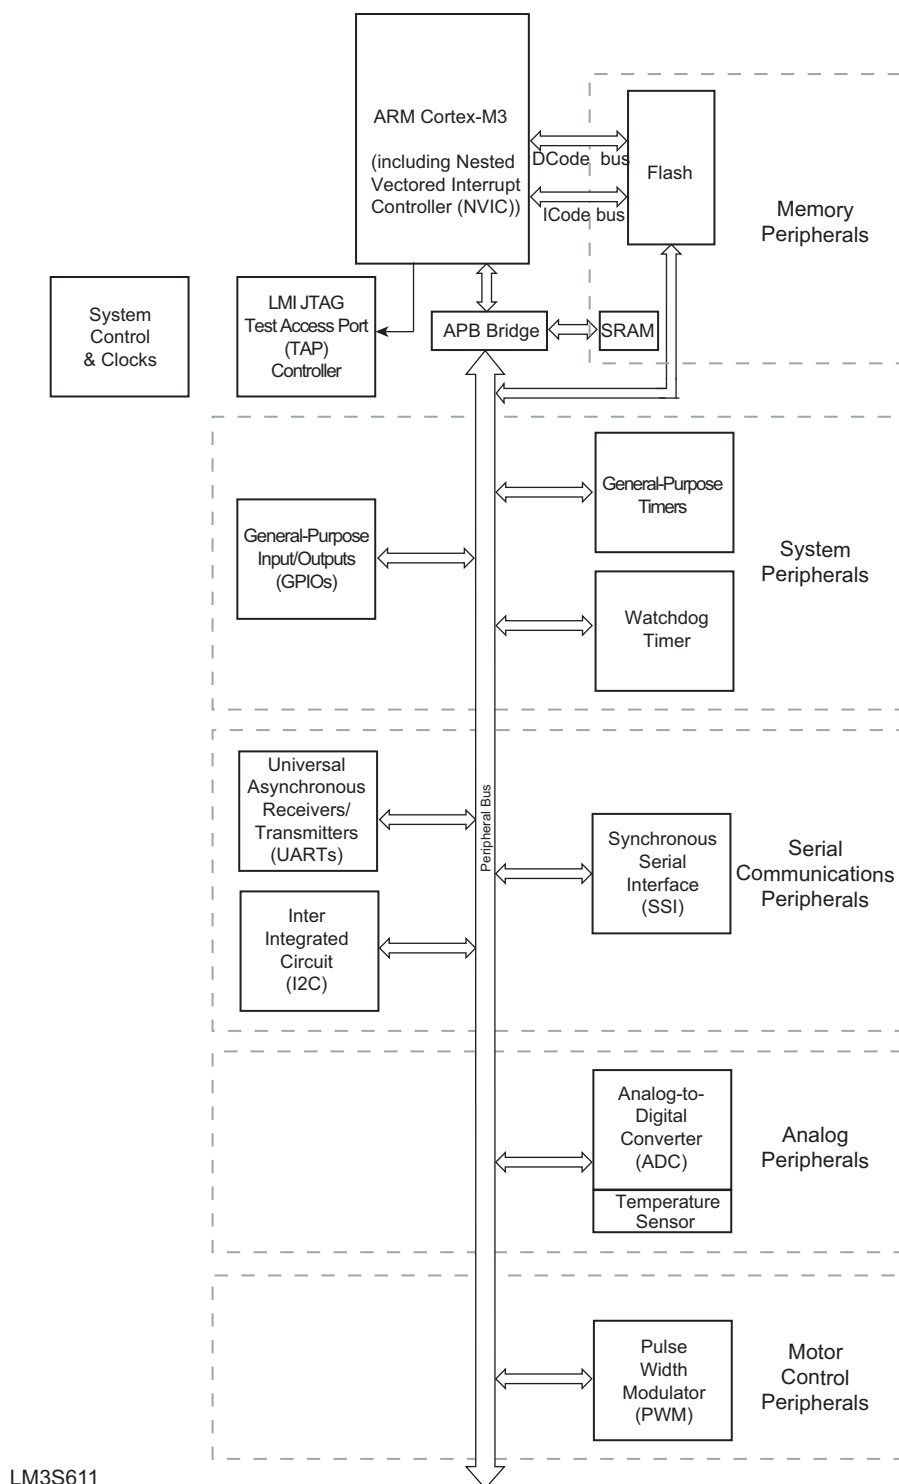 ARM Cortex-M3
(including Nested
Vectored Interrupt
Controller (NVIC))
DCode bus
ICode bus
Flash
Memory
Peripherals
System
Control
& Clocks
LMI JTAG
Test Access Port
(TAP)
Controller
APB Bridge
SRAM
General-Purpose
Input/Outputs
(GPIOs)
General-Purpose
Timers
Watchdog
Timer
System
Peripherals
Universal
Asynchronous
Receivers/
Transmitters
(UARTs)
Inter
Integrated
Circuit
(I2C)
Peripheral Bus
Synchronous
Serial
Interface
(SSI)
Serial
Communications
Peripherals
Analog-to-
Digital
Converter
(ADC)
Temperature
Sensor
Analog
Peripherals
Pulse
Width
Modulator
(PWM)
Motor
Control
Peripherals
LM3S611